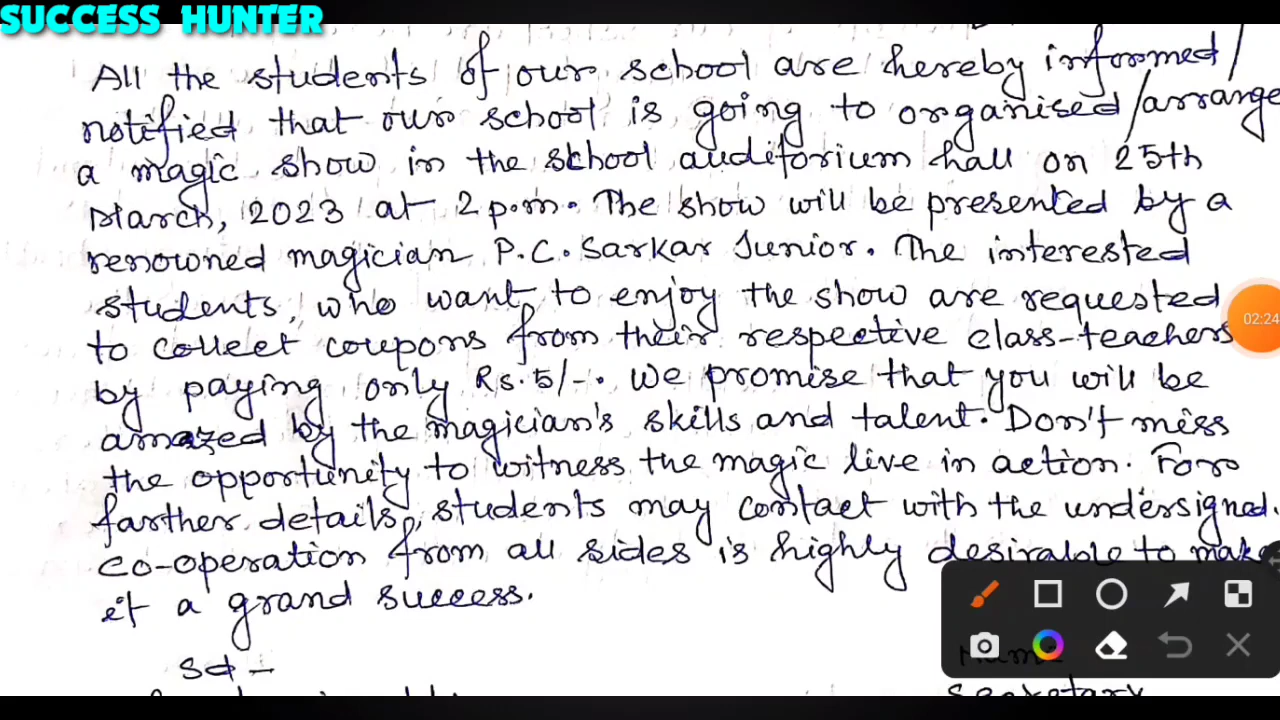 SUCCESS HUNTER
All the students of our school are hereby informed/
notified that our school is going to organised/arrange
a magic show in the school auditorium hall on 25th
March, 2023 at 2 p.m. The show will be presented by a
renowned magician P.C. Sarkar Junior. The interested
students, who want to enjoy the show are requested
to collect coupons from their respective class-teachers
by paying only Rs. 5/-. We promise that you will be
amazed by the magician's skills and talent. Don't miss
the opportunity to witness the magic live in action. For
farther details, students may contact with the undersigned.
co-operation from all sides is highly desirable to make
it a grand success.
Sd -
Name
Secretary
02:24